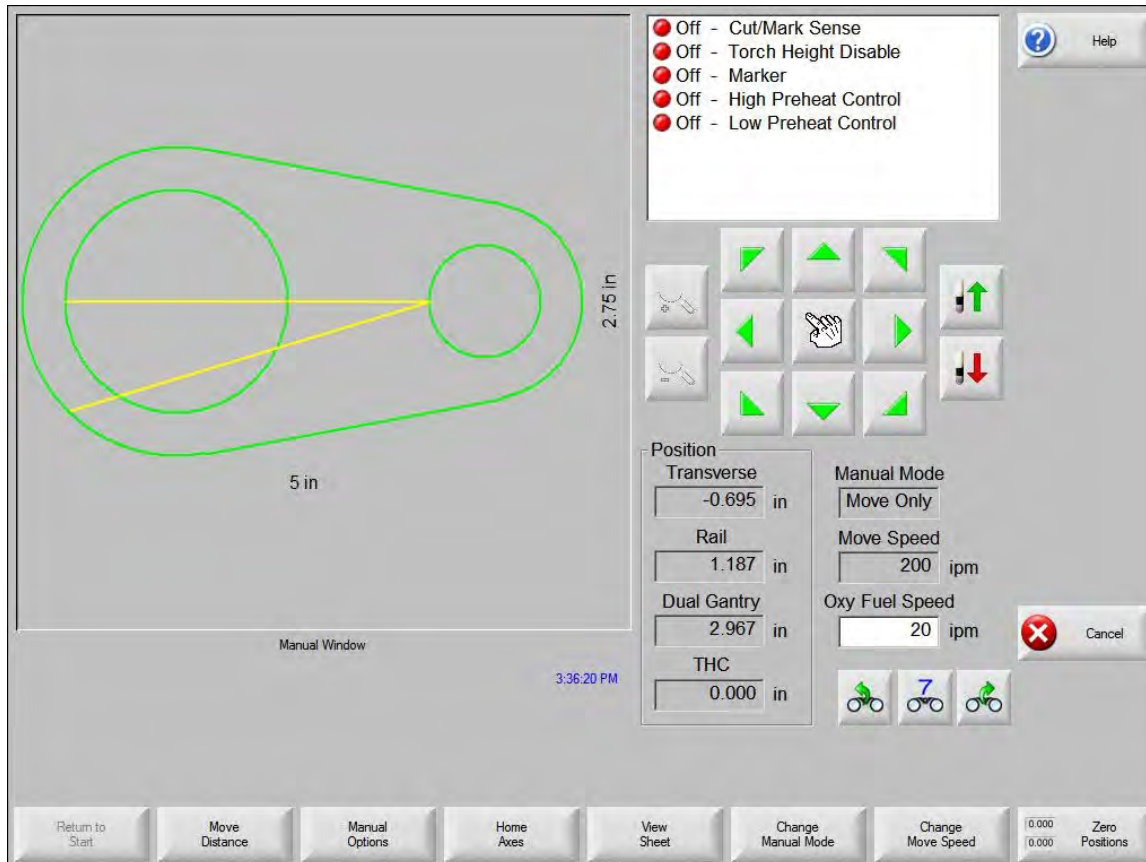 Off - Cut/Mark Sense
Off - Torch Height Disable
Off - Marker
Off - High Preheat Control
Off - Low Preheat Control
Help
2.75 in
5 in
Position
Transverse
-0.695 in
Rail
1.187 in
Dual Gantry
2.967 in
THC
0.000 in
Manual Mode
Move Only
Move Speed
200 ipm
Oxy Fuel Speed
20 ipm
7
Cancel
Manual Window
3:36:20 PM
Return to
Start
Move
Distance
Manual
Options
Home
Axes
View
Sheet
Change
Manual Mode
Change
Move Speed
0.000
0.000
Zero
Positions